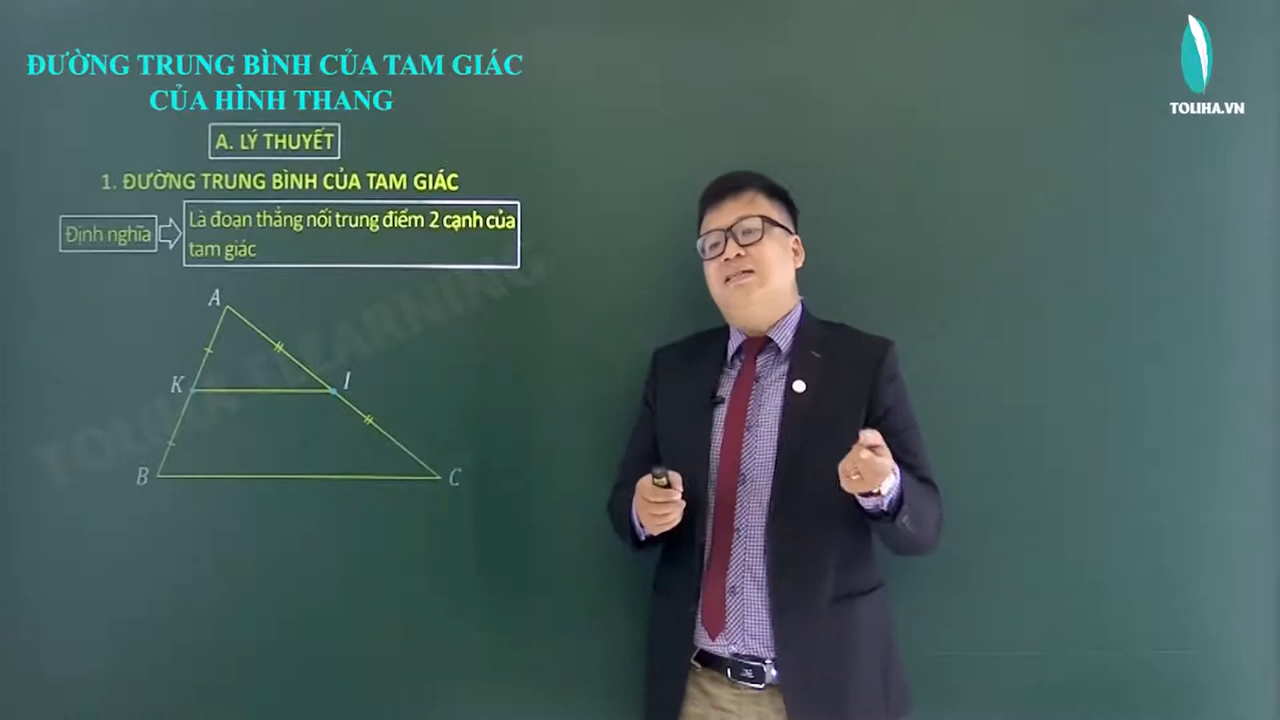 ĐƯỜNG TRUNG BÌNH CỦA TAM GIÁC
CỦA HÌNH THANG
TOLIHA.VN
A. LÝ THUYẾT
1. ĐƯỜNG TRUNG BÌNH CỦA TAM GIÁC
Định nghĩa
Là đoạn thẳng nối trung điểm 2 cạnh của
tam giác
A
K
I
B
C